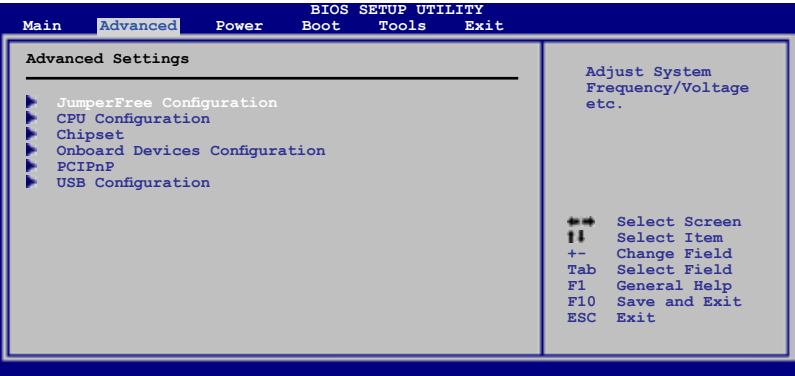 BIOS SETUP UTILITY
Main Advanced Power Boot Tools Exit
Advanced Settings
JumperFree Configuration
CPU Configuration
Chipset
Onboard Devices Configuration
PCIPnP
USB Configuration
Adjust System
Frequency/Voltage
etc.
Select Screen
Select Item
+- Change Field
Tab Select Field
F1 General Help
F10 Save and Exit
ESC Exit